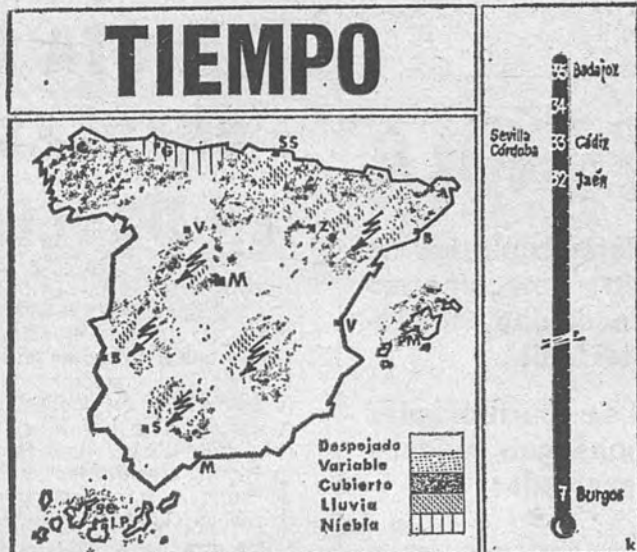 TIEMPO
G
SS
V
Z
B
M
V
PM
B
S
M
LP
Despejado
Variable
Cubierto
Lluvia
Niebla
35 Badajoz
34
Sevilla 33 Cádiz
Córdoba
32 Jaén
7 Burgos
k